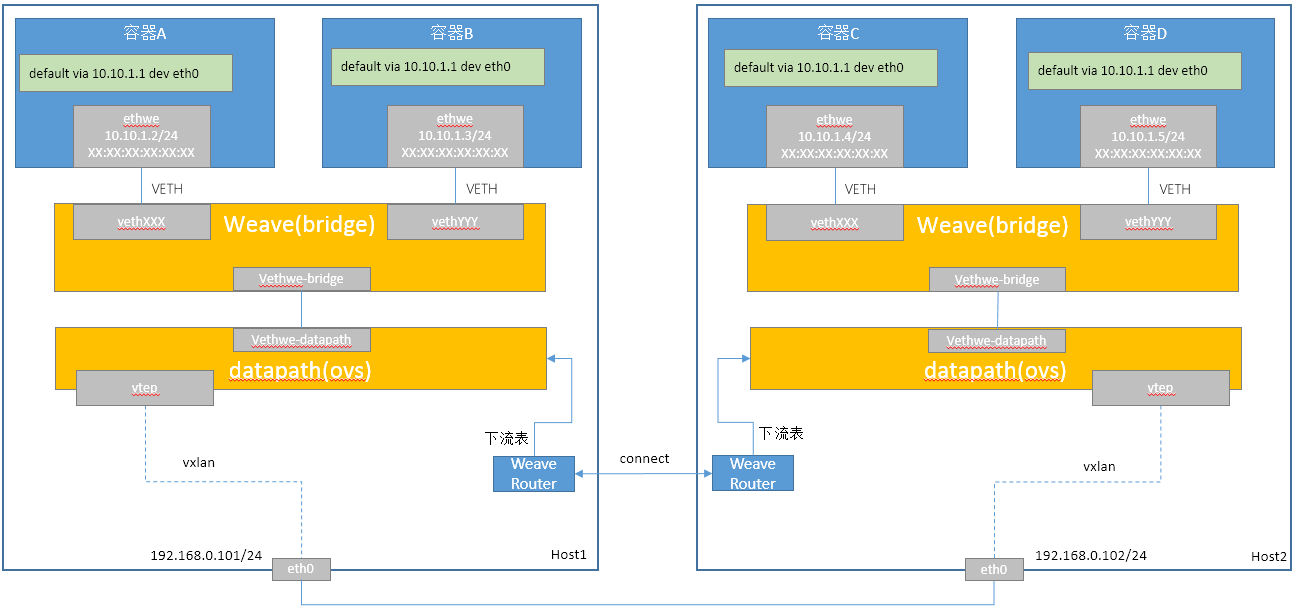 容器A
default via 10.10.1.1 dev eth0
ethwe
10.10.1.2/24
XX:XX:XX:XX:XX:XX
VETH
容器B
default via 10.10.1.1 dev eth0
ethwe
10.10.1.3/24
XX:XX:XX:XX:XX:XX
VETH
vethXXX
Weave(bridge)
vethYYY
Vethwe-bridge
Vethwe-datapath
datapath(ovs)
vtep
vxlan
下流表
Weave
Router
192.168.0.101/24
Host1
eth0
connect
容器C
default via 10.10.1.1 dev eth0
ethwe
10.10.1.4/24
XX:XX:XX:XX:XX:XX
VETH
容器D
default via 10.10.1.1 dev eth0
ethwe
10.10.1.5/24
XX:XX:XX:XX:XX:XX
VETH
vethXXX
Weave(bridge)
vethYYY
Vethwe-bridge
Vethwe-datapath
datapath(ovs)
vtep
下流表
Weave
Router
vxlan
192.168.0.102/24
Host2
eth0